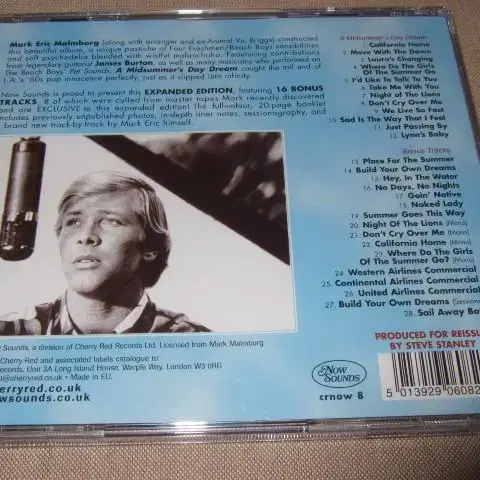 Mark Eric Malmborg (along with arranger and ex-Animal Vic Briggs) constructed
this beautiful album, a unique pastiche of Four Freshmen/Beach Boys sensibilities
and soft psychedelia blended with wistful melancholia. Featuring contributions
from legendary guitarist James Burton, as well as many musicians who performed on
The Beach Boys' Pet Sounds, A Midsummer's Day Dream caught the tail end of
L.A.'s '60s pop innocence perfectly, just as it slipped into infinity.
Now Sounds is proud to present this EXPANDED EDITION, featuring 16 BONUS
TRACKS, 8 of which were culled from master tapes Mark recently discovered
and are EXCLUSIVE to this expanded edition! The full-colour, 20-page booklet
includes previously unpublished photos, in-depth liner notes, sessionography, and
brand new track-by-track by Mark Eric himself.
A Midsummer's Day Dream
1. California Home
2. Move With The Dawn
3. Laura's Changing
4. Where Do The Girls
Of The Summer Go
5. I'd Like To Talk To You
6. Take Me With You
7. Night of the Lions
8. Don't Cry Over Me
9. We Live So Fast
10. Sad Is The Way That I Feel
11. Just Passing By
12. Lynn's Baby
Bonus Tracks:
13. Place For The Summer
14. Build Your Own Dreams
15. Hey, In The Water
16. No Days, No Nights
17. Goin' Native
18. Naked Lady
19. Summer Goes This Way
20. Night Of The Lions (Mono)
21. Don't Cry Over Me (Mono)
22. California Home (Mono)
23. Where Do The Girls
Of The Summer Go? (Mono)
24. Western Airlines Commercial
25. Continental Airlines Commercial
26. United Airlines Commercial
27. Build Your Own Dreams
28. Sail Away Bo
Sounds, a division of Cherry Red Records Ltd. Licensed from Mark Malmborg.
Cherry Red and associated labels catalogue to:
Records, Unit 3A Long Island House, Warple Way, London W3 0RG
@cherryred.co.uk • Made in EU.
herryred.co.uk
wsounds.co.uk
PRODUCED FOR REISSU
BY STEVE STANLEY
Now
Sounds
crnow 8
5 013929 06082